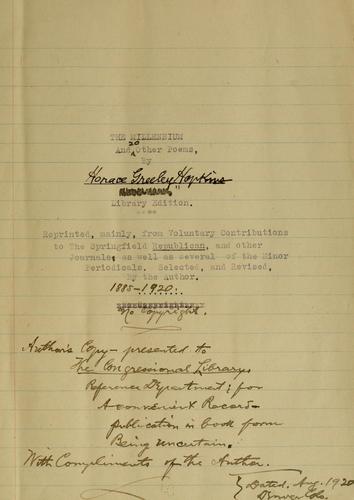 THE MILLENNIUM
And 20 Other Poems,
by
Horace Greeley Hopkins
Library Edition.
Reprinted, mainly, from Voluntary Contributions
to The Springfield Republican, and other
Journals, as well as several of the Minor
Periodicals. Selected, and Revised,
by the Author.
1885-1920.
No Copyright.
Author's Copy - presented to
The Congressional Library,
Reference Department; for
A convenient Record-
publication in book form
Being uncertain.
With Compliments of the Author.
Dated, Aug. 1920
Denver Colo.